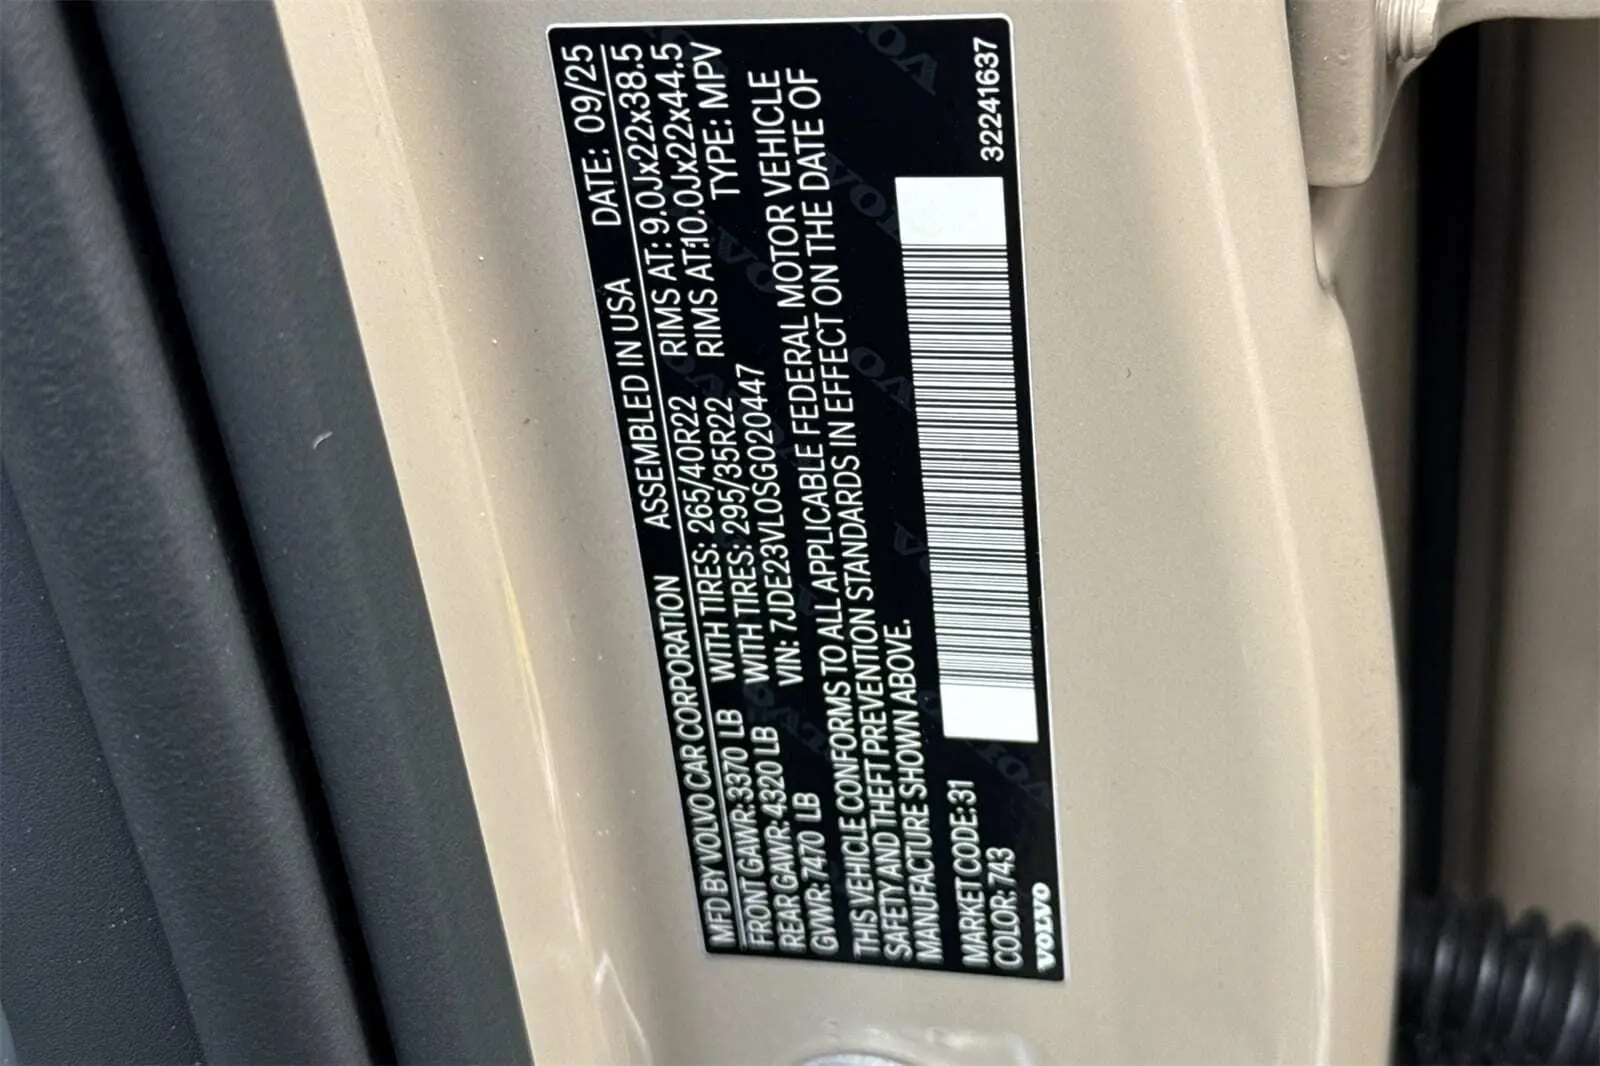 MFD BY VOLVO CAR CORPORATION ASSEMBLED IN USA DATE: 09/25
FRONT GAWR:3370 LB WITH TIRES: 265/40R22 RIMS AT: 9.0Jx22x38.5
REAR GAWR:4320 LB WITH TIRES: 295/35R22 RIMS AT:10.0Jx22x44.5
GVWR: 7470 LB VIN: 7JDE23VL0SG020447 TYPE: MPV
THIS VEHICLE CONFORMS TO ALL APPLICABLE FEDERAL MOTOR VEHICLE
SAFETY AND THEFT PREVENTION STANDARDS IN EFFECT ON THE DATE OF
MANUFACTURE SHOWN ABOVE.
MARKET CODE:31
COLOR: 743
32241637
VOLVO